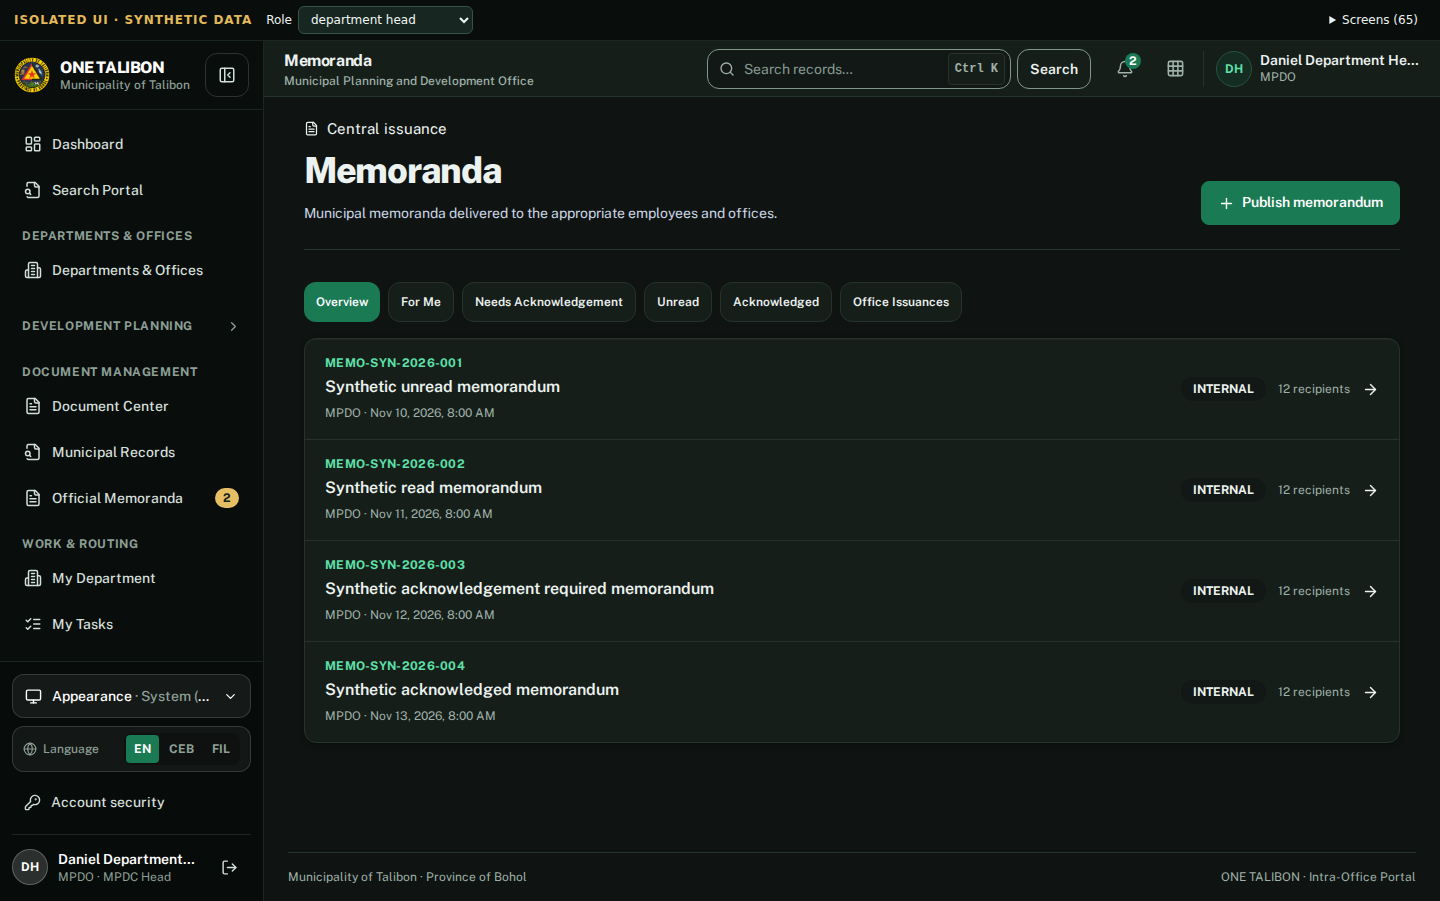 ISOLATED UI · SYNTHETIC DATA
Role
department head
Screens (65)
ONE TALIBON
Municipality of Talibon
Memoranda
Municipal Planning and Development Office
Search records...
Ctrl K
Search
2
DH
Daniel Department He...
MPDO
Dashboard
Search Portal
DEPARTMENTS & OFFICES
Departments & Offices
DEVELOPMENT PLANNING
DOCUMENT MANAGEMENT
Document Center
Municipal Records
Official Memoranda
2
WORK & ROUTING
My Department
My Tasks
Appearance · System (...
Language
EN
CEB
FIL
Account security
DH
Daniel Department...
MPDO · MPDC Head
Central issuance
Memoranda
Municipal memoranda delivered to the appropriate employees and offices.
Publish memorandum
Overview
For Me
Needs Acknowledgement
Unread
Acknowledged
Office Issuances
MEMO-SYN-2026-001
Synthetic unread memorandum
MPDO · Nov 10, 2026, 8:00 AM
INTERNAL
12 recipients
MEMO-SYN-2026-002
Synthetic read memorandum
MPDO · Nov 11, 2026, 8:00 AM
INTERNAL
12 recipients
MEMO-SYN-2026-003
Synthetic acknowledgement required memorandum
MPDO · Nov 12, 2026, 8:00 AM
INTERNAL
12 recipients
MEMO-SYN-2026-004
Synthetic acknowledged memorandum
MPDO · Nov 13, 2026, 8:00 AM
INTERNAL
12 recipients
Municipality of Talibon · Province of Bohol
ONE TALIBON · Intra-Office Portal